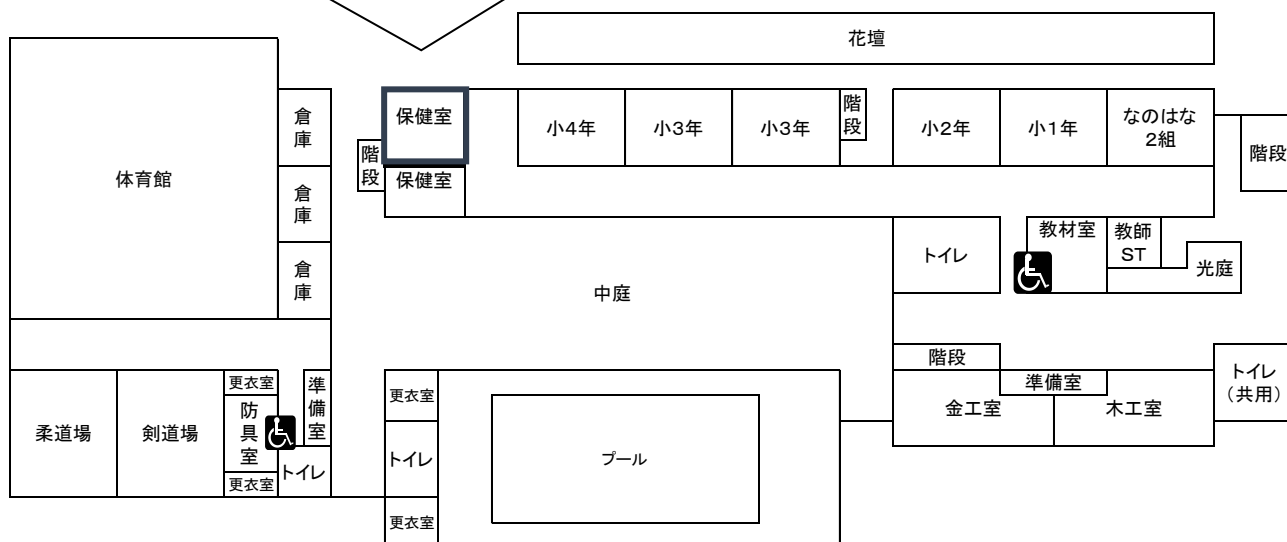 花壇
体育館
倉庫
倉庫
倉庫
保健室
階段
保健室
小4年
小3年
小3年
階段
小2年
小1年
なのはな
2組
階段
トイレ
教材室
教師
ST
光庭
中庭
階段
準備室
金工室
木工室
トイレ
（共用）
柔道場
剣道場
更衣室
防具室
更衣室
準備室
トイレ
更衣室
トイレ
更衣室
プール